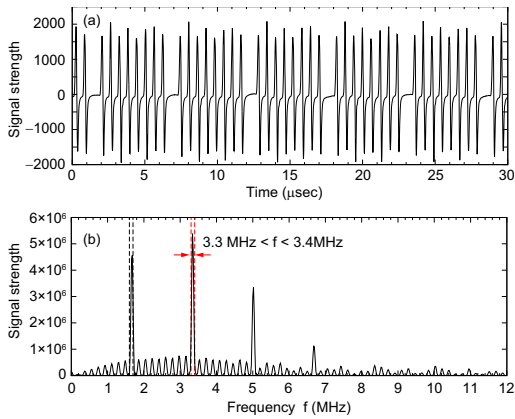 (a)
Signal strength
2000
1000
0
−1000
−2000
0 5 10 15 20 25 30
Time (μsec)
(b)
3.3 MHz < f < 3.4MHz
Signal strength
6×10⁶
5×10⁶
4×10⁶
3×10⁶
2×10⁶
1×10⁶
0
0 1 2 3 4 5 6 7 8 9 10 11 12
Frequency f (MHz)